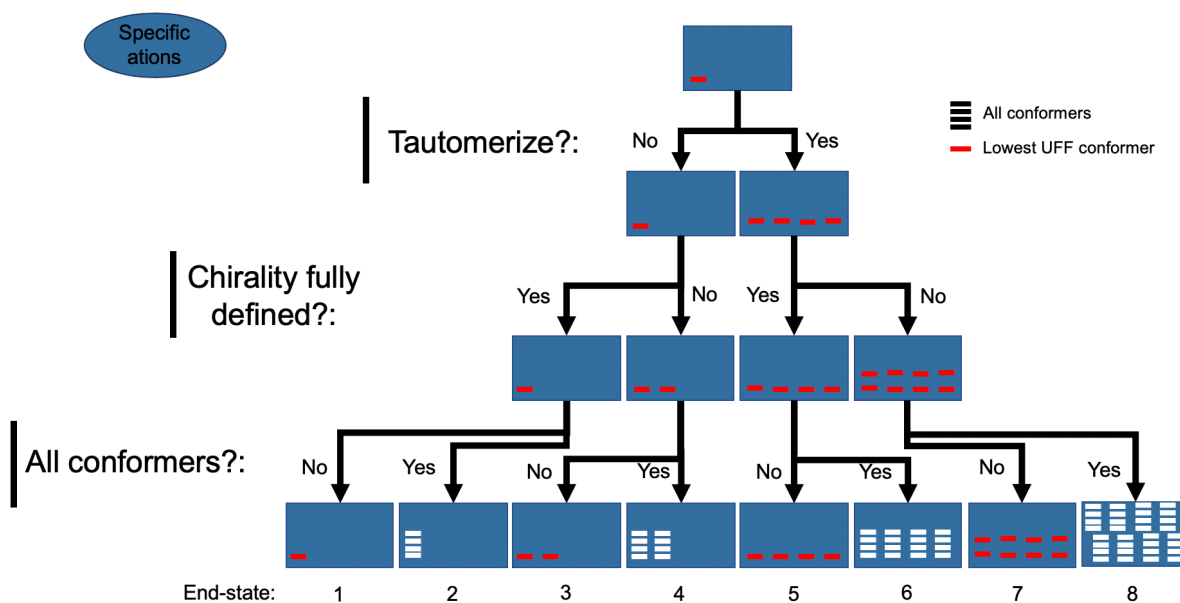 Specific
ations
All conformers
Lowest UFF conformer
Tautomerize?:
No Yes
Chirality fully
defined?:
Yes No Yes No
All conformers?:
No Yes No Yes No Yes No Yes
End-state: 1 2 3 4 5 6 7 8